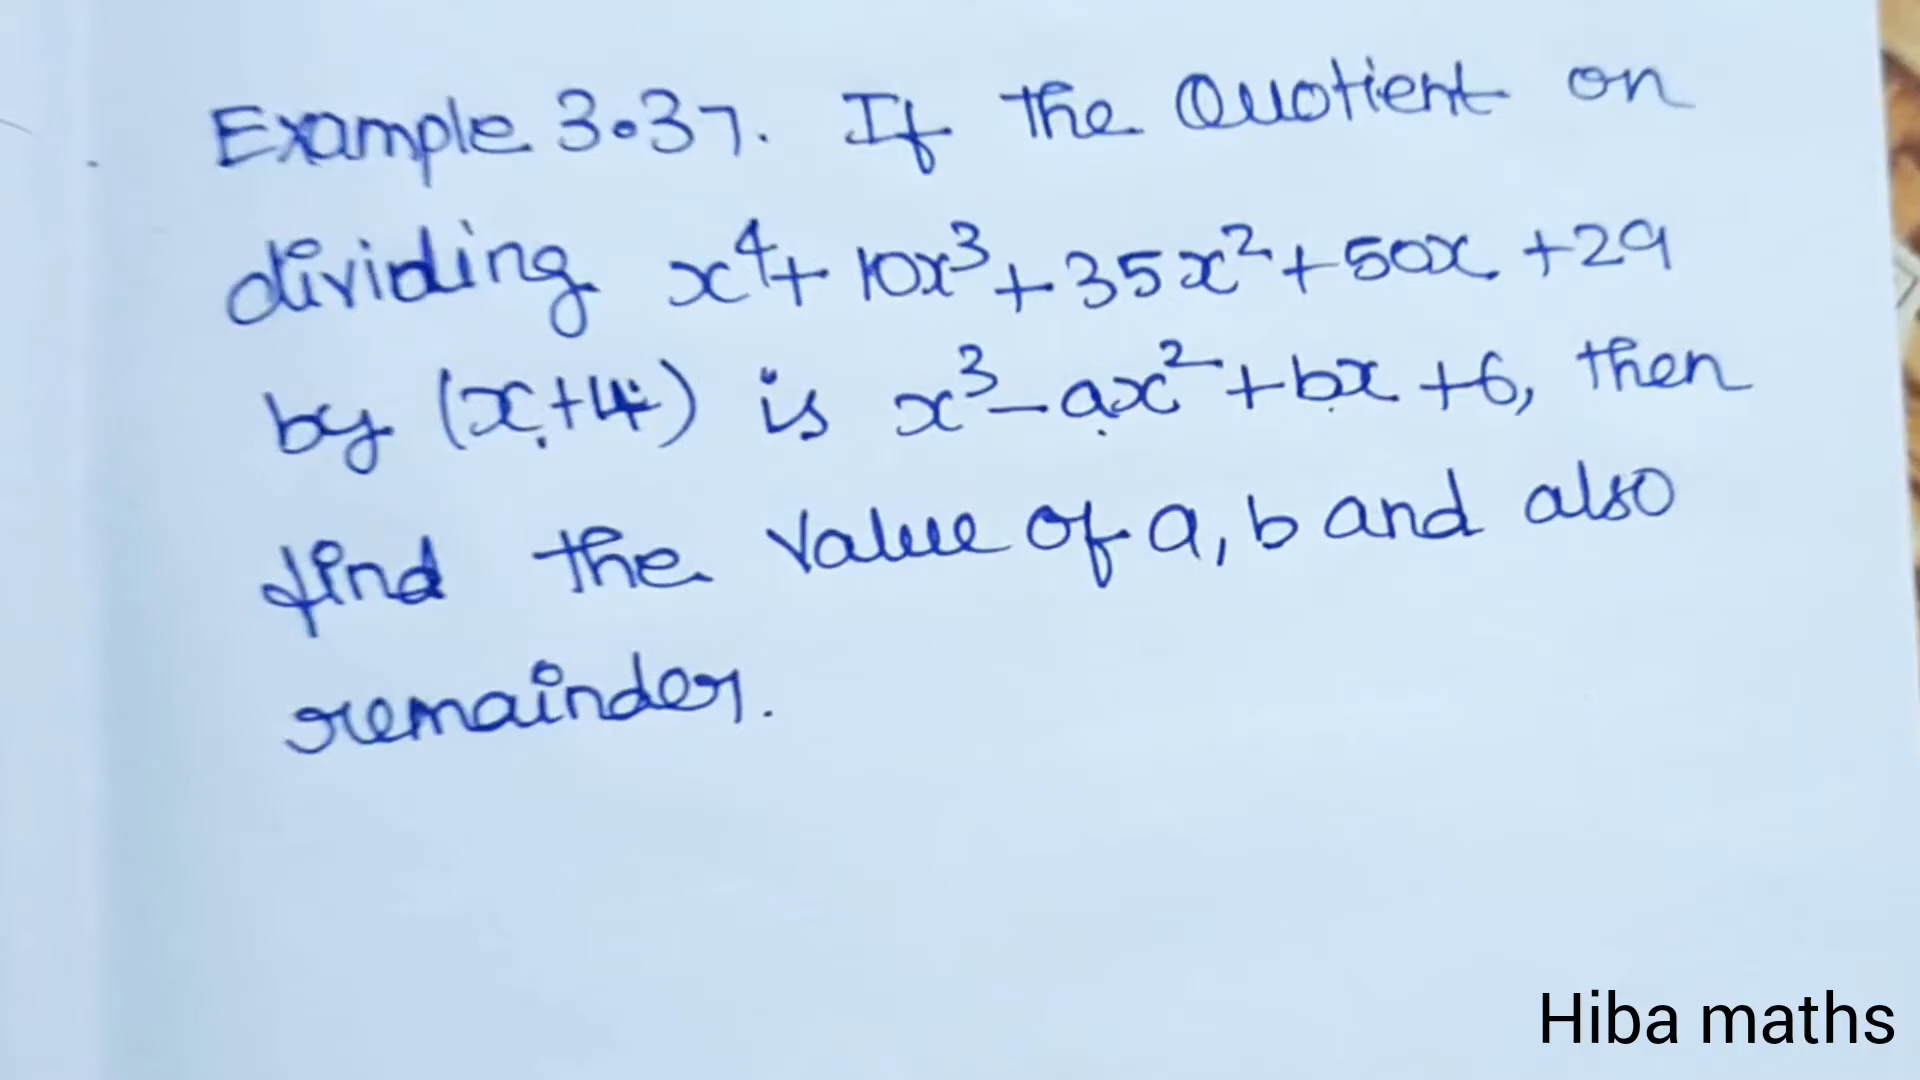 Example 3.37. If the Quotient on
dividing x⁴+ 10x³+35x²+50x +29
by (x+4) is x³-ax²+bx +6, then
find the value of a, b and also
remainder.
Hiba maths